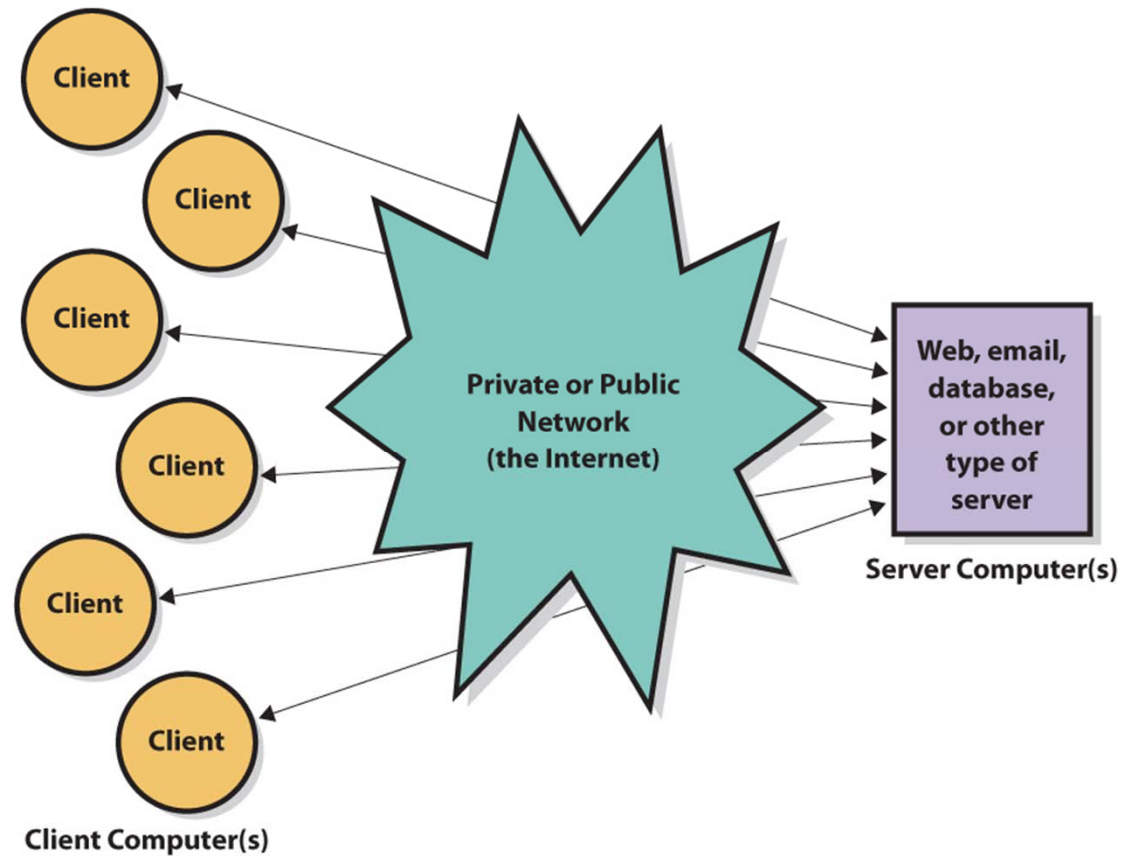 Client
Client
Client
Client
Client
Client
Client Computer(s)
Private or Public
Network
(the Internet)
Web, email,
database,
or other
type of
server
Server Computer(s)